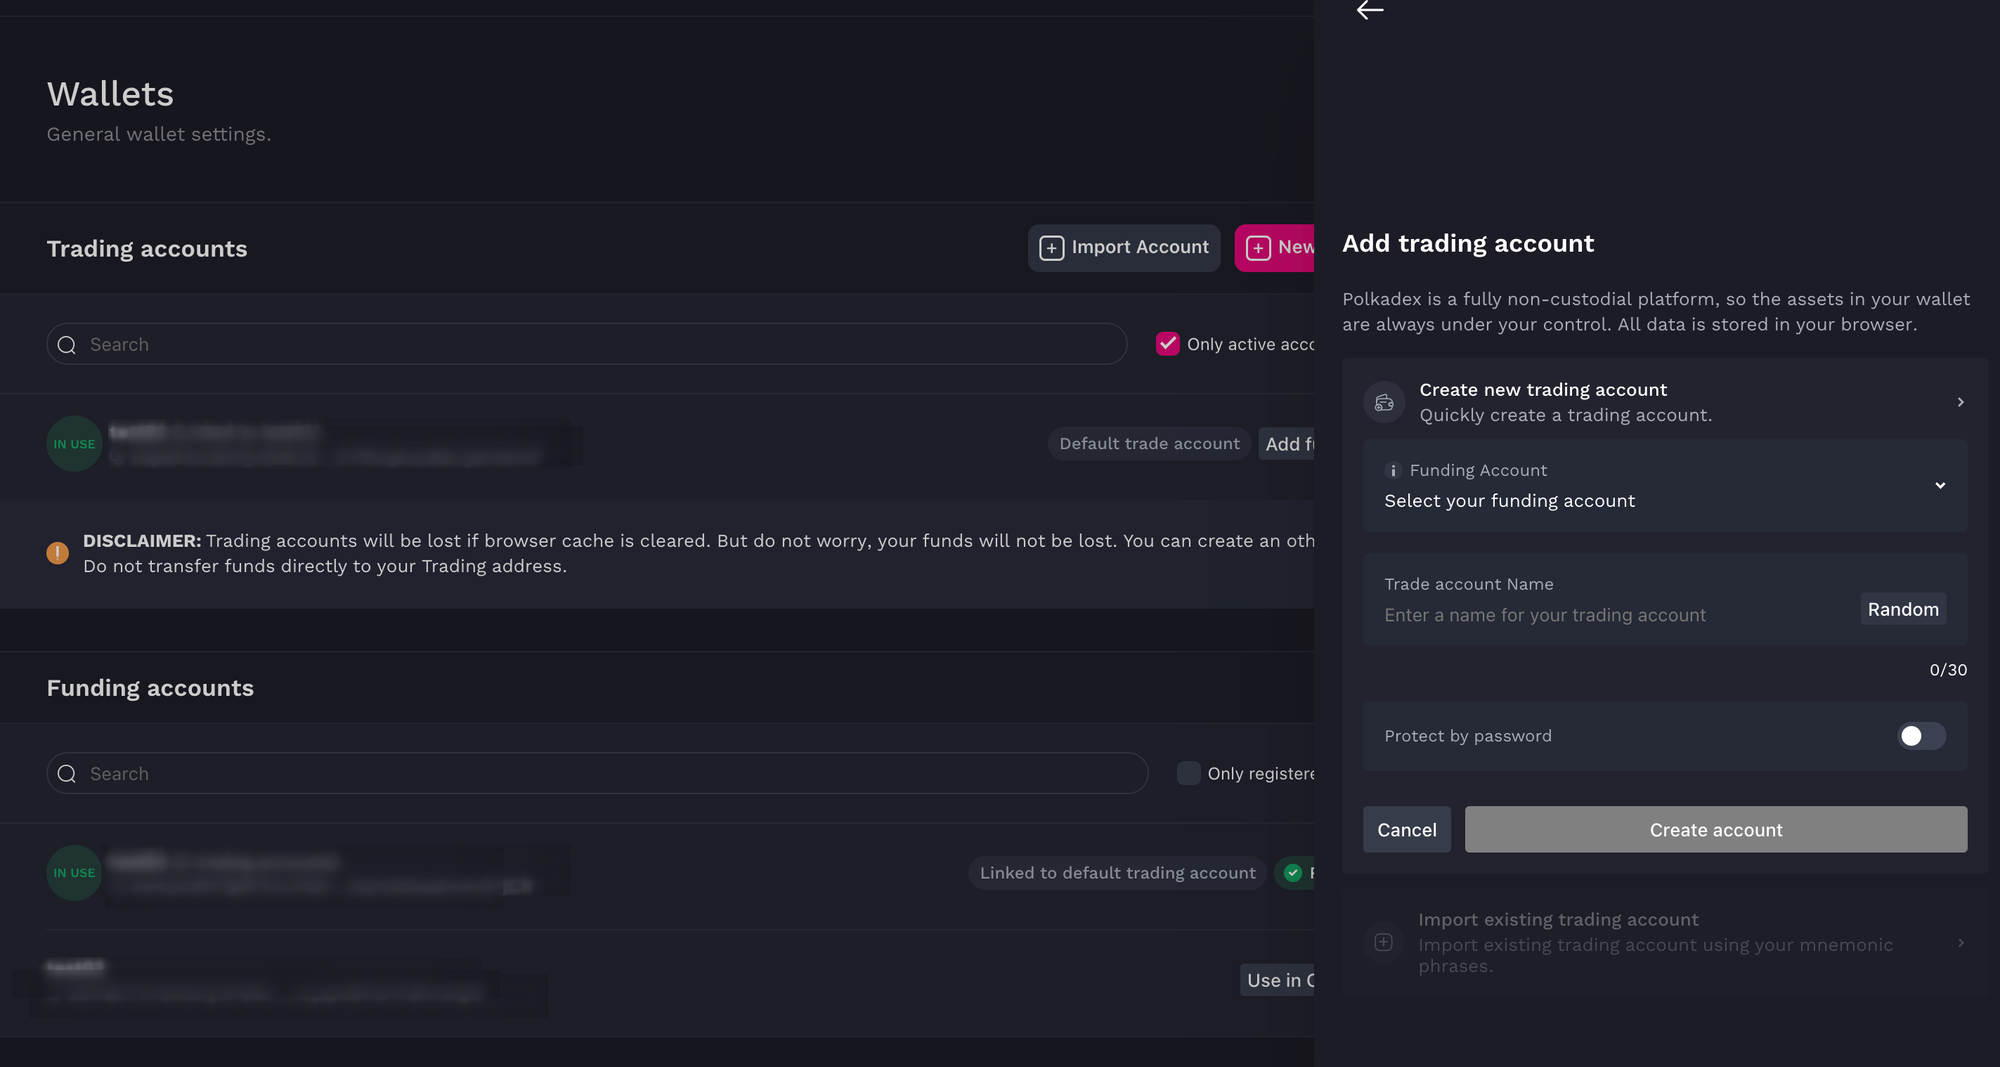 Wallets
General wallet settings.
Trading accounts
Import Account
New
Search
Only active acco
IN USE
Default trade account
Add fu
DISCLAIMER: Trading accounts will be lost if browser cache is cleared. But do not worry, your funds will not be lost. You can create an oth
Do not transfer funds directly to your Trading address.
Funding accounts
Search
Only registere
IN USE
Linked to default trading account
Use in
Add trading account
Polkadex is a fully non-custodial platform, so the assets in your wallet
are always under your control. All data is stored in your browser.
Create new trading account
Quickly create a trading account.
Funding Account
Select your funding account
Trade account Name
Enter a name for your trading account
Random
0/30
Protect by password
Cancel
Create account
Import existing trading account
Import existing trading account using your mnemonic
phrases.